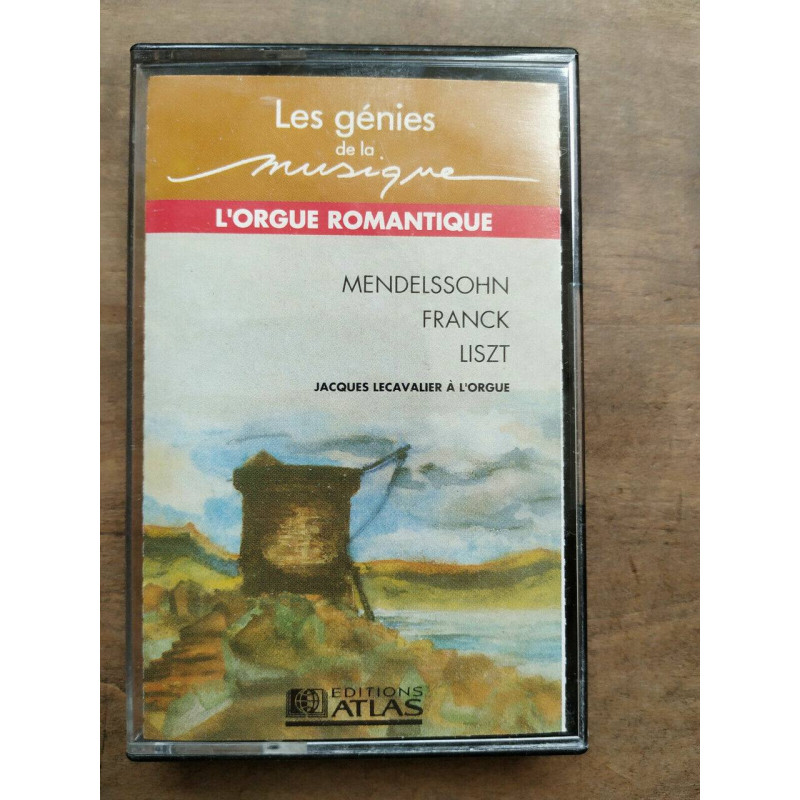 Les génies
de la
musique
L'ORGUE ROMANTIQUE
MENDELSSOHN
FRANCK
LISZT
JACQUES LECAVALIER À L'ORGUE
EDITIONS
ATLAS